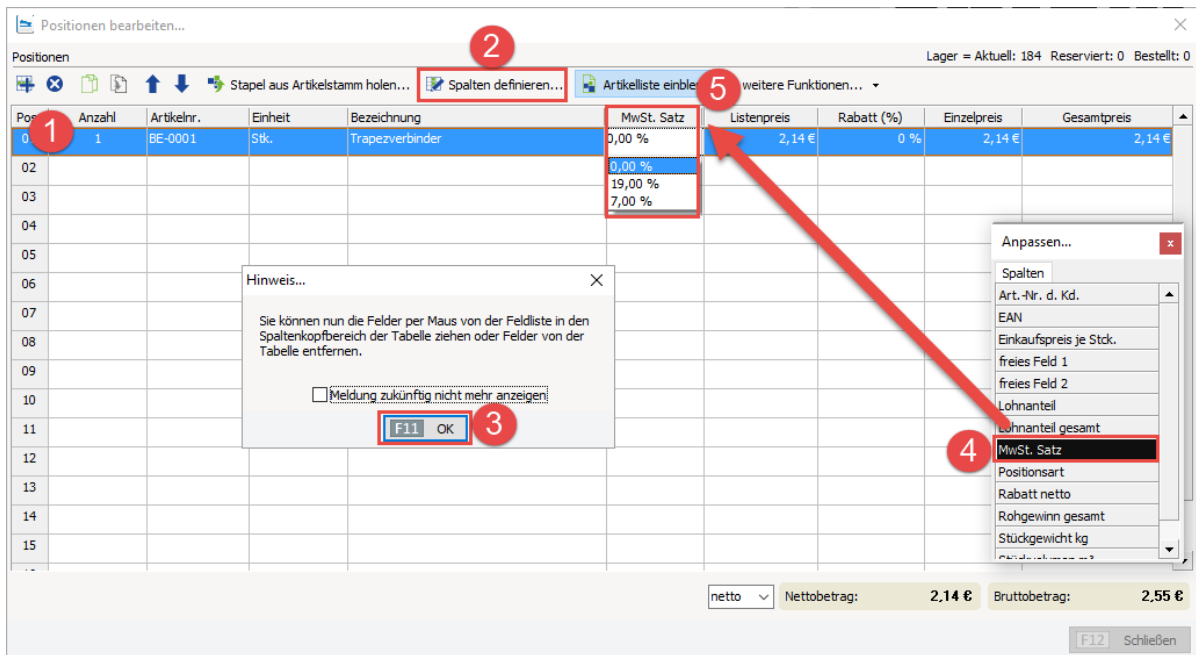 Positionen bearbeiten...
2
Positionen
Lager = Aktuell: 184 Reserviert: 0 Bestellt: 0
Stapel aus Artikelstamm holen... Spalten definieren... Artikelliste einble 5 weitere Funktionen...
Pos 1 Anzahl Artikelnr. Einheit Bezeichnung MwSt. Satz Listenpreis Rabatt (%) Einzelpreis Gesamtpreis
0 1 BE-0001 Stk. Trapezverbinder 0,00 % 2,14 € 0 % 2,14 € 2,14 €
02 0,00 %
19,00 %
03 7,00 %
04
05
06
07
08
09
10
11
12
13
14
15
Hinweis...
Sie können nun die Felder per Maus von der Feldliste in den
Spaltenkopfbereich der Tabelle ziehen oder Felder von der
Tabelle entfernen.
Meldung zukünftig nicht mehr anzeigen
F11 OK 3
Anpassen... x
Spalten
Art.-Nr. d. Kd.
EAN
Einkaufspreis je Stck.
freies Feld 1
freies Feld 2
Lohnanteil
Lohnanteil gesamt
4 MwSt. Satz
Positionsart
Rabatt netto
Rohgewinn gesamt
Stückgewicht kg
netto Nettobetrag: 2,14 € Bruttobetrag: 2,55 €
F12 Schließen